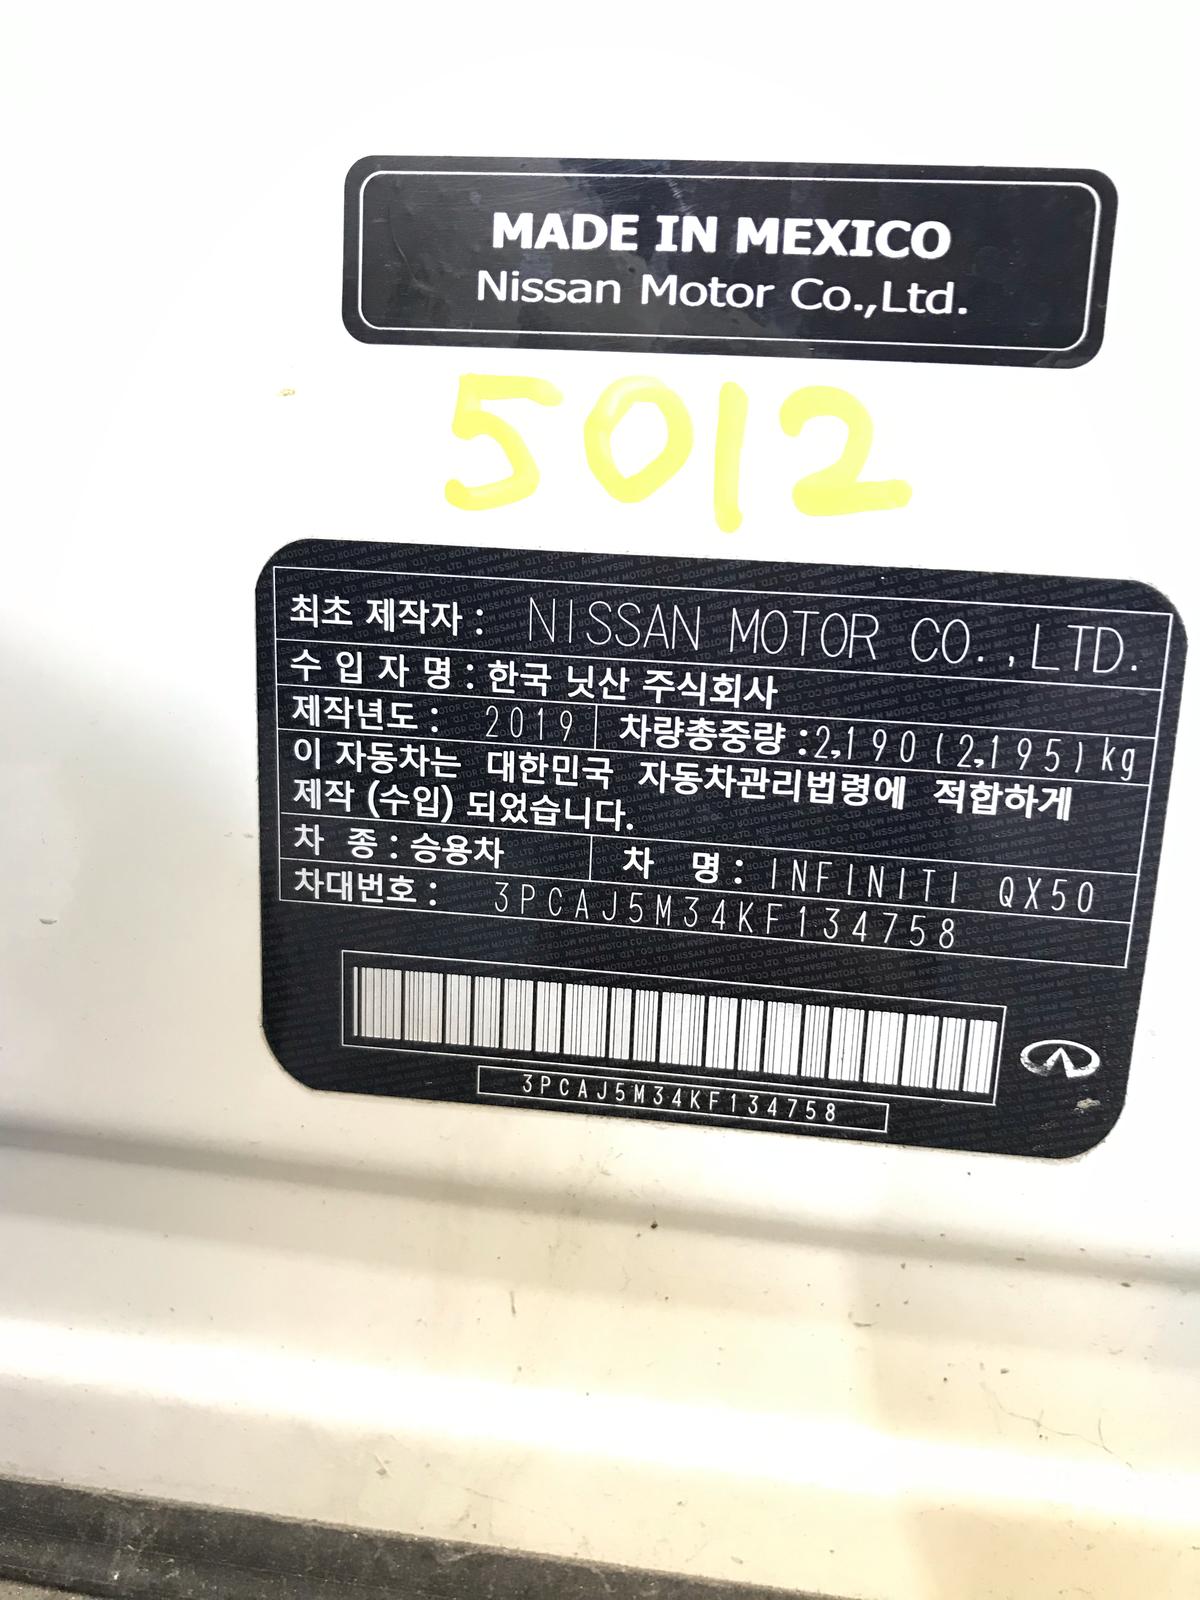 MADE IN MEXICO
Nissan Motor Co.,Ltd.
5012
최초 제작자 : NISSAN MOTOR CO.,LTD.
수 입 자 명 : 한국 닛산 주식회사
제작년도 : 2019 차량총중량 :2,190(2,195)kg
이 자동차는 대한민국 자동차관리법령에 적합하게
제작 (수입) 되었습니다.
차 종 : 승용차 차 명 : INFINITI QX50
차대번호 : 3PCAJ5M34KF134758
3PCAJ5M34KF134758